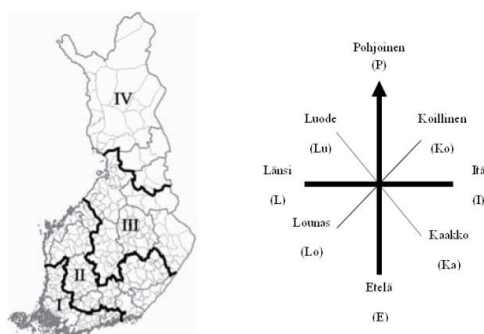 IV
III
II
I
Pohjoinen
(P)
Luode
(Lu)
Koillinen
(Ko)
Länsi
(L)
Itä
(I)
Lounas
(Lo)
Kaakko
(Ka)
Etelä
(E)